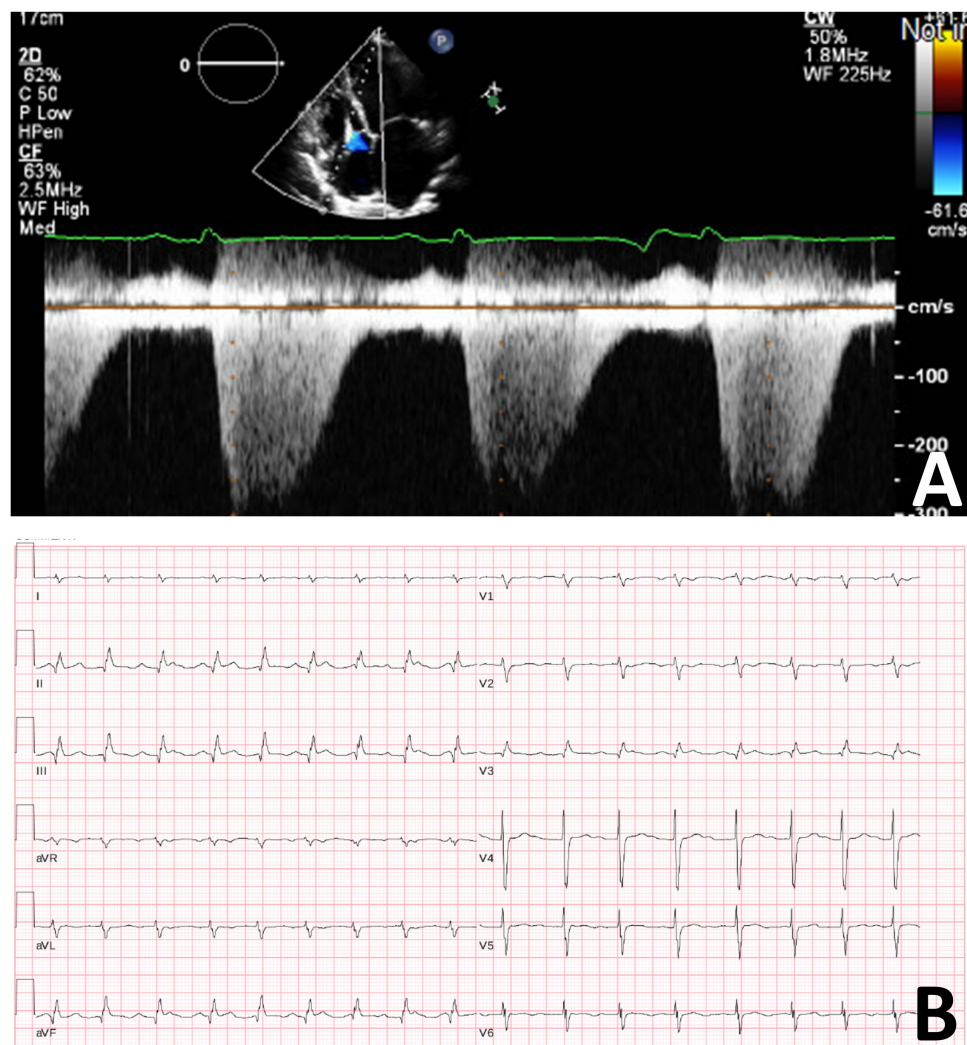 17cm
2D
62%
C 50
P Low
HPen
CF
63%
2.5MHz
WF High
Med
0
P
CW
50%
1.8MHz
WF 225Hz
Not
-61.6
cm/s
cm/s
-100
-200
-300
A
I
V1
II
V2
III
V3
aVR
V4
aVL
V5
aVF
V6
B